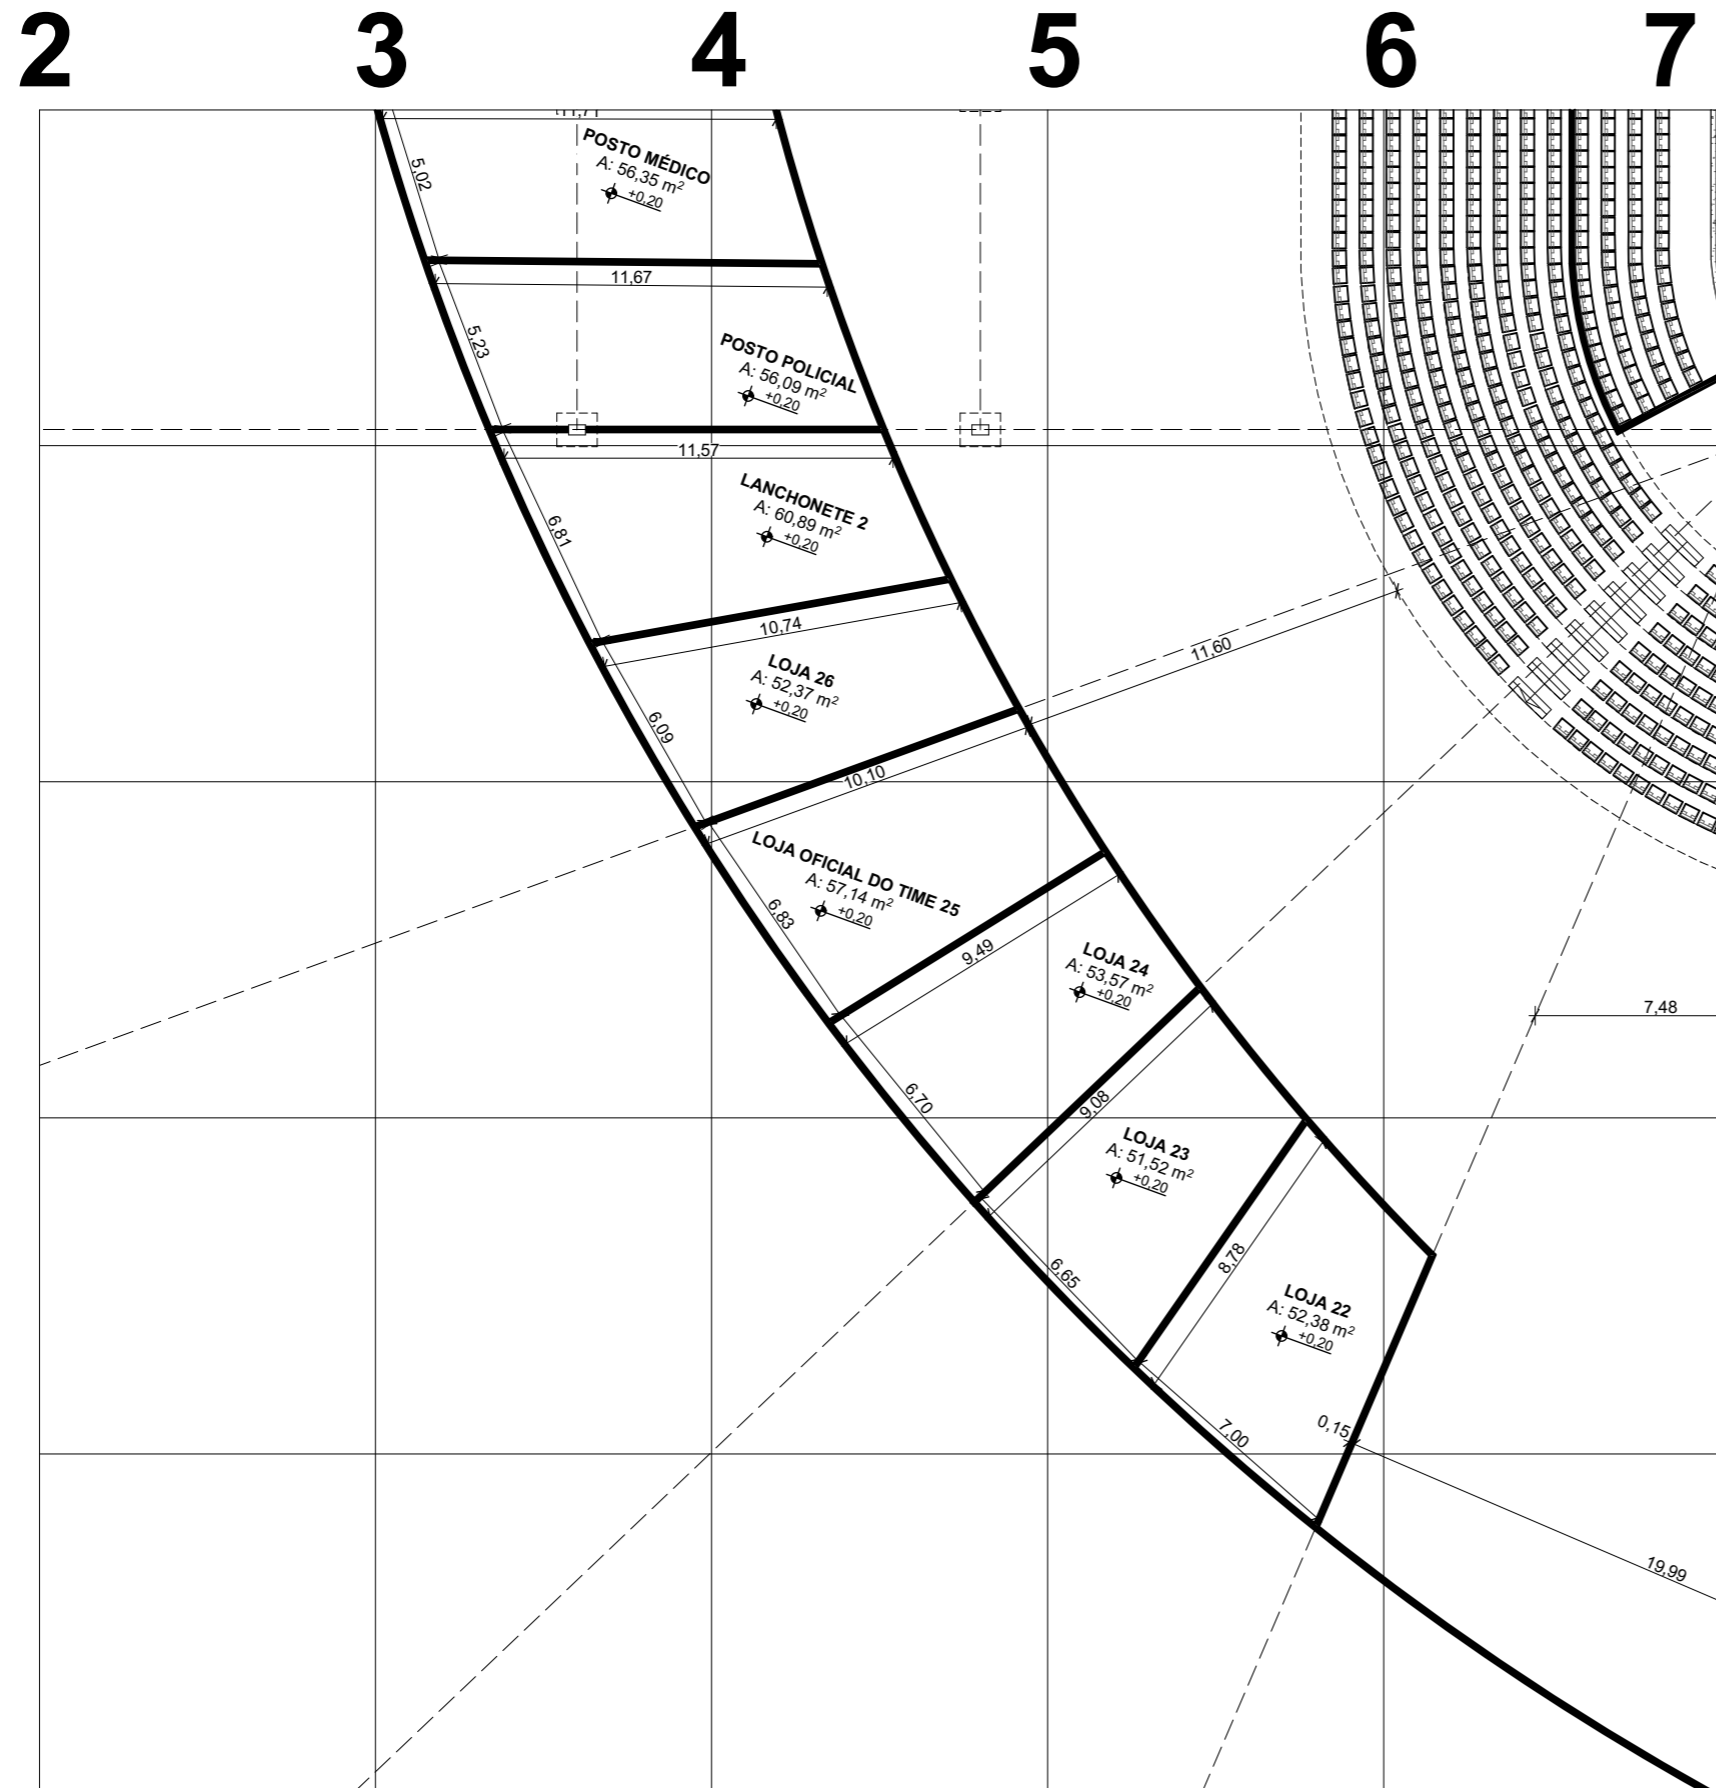 2 3 4 5 6 7
POSTO MÉDICO
A: 56,35 m²
+0,20
5,02
11,67
5,23
POSTO POLICIAL
A: 56,09 m²
+0,20
11,57
LANCHONETE 2
A: 60,89 m²
+0,20
6,81
10,74
11,60
LOJA 26
A: 52,37 m²
+0,20
6,09
10,10
LOJA OFICIAL DO TIME 25
A: 57,14 m²
+0,20
6,83
9,49
LOJA 24
A: 53,57 m²
+0,20
7,48
6,70
9,08
LOJA 23
A: 51,52 m²
+0,20
6,65
8,78
LOJA 22
A: 52,38 m²
+0,20
7,00
0,15
19,99